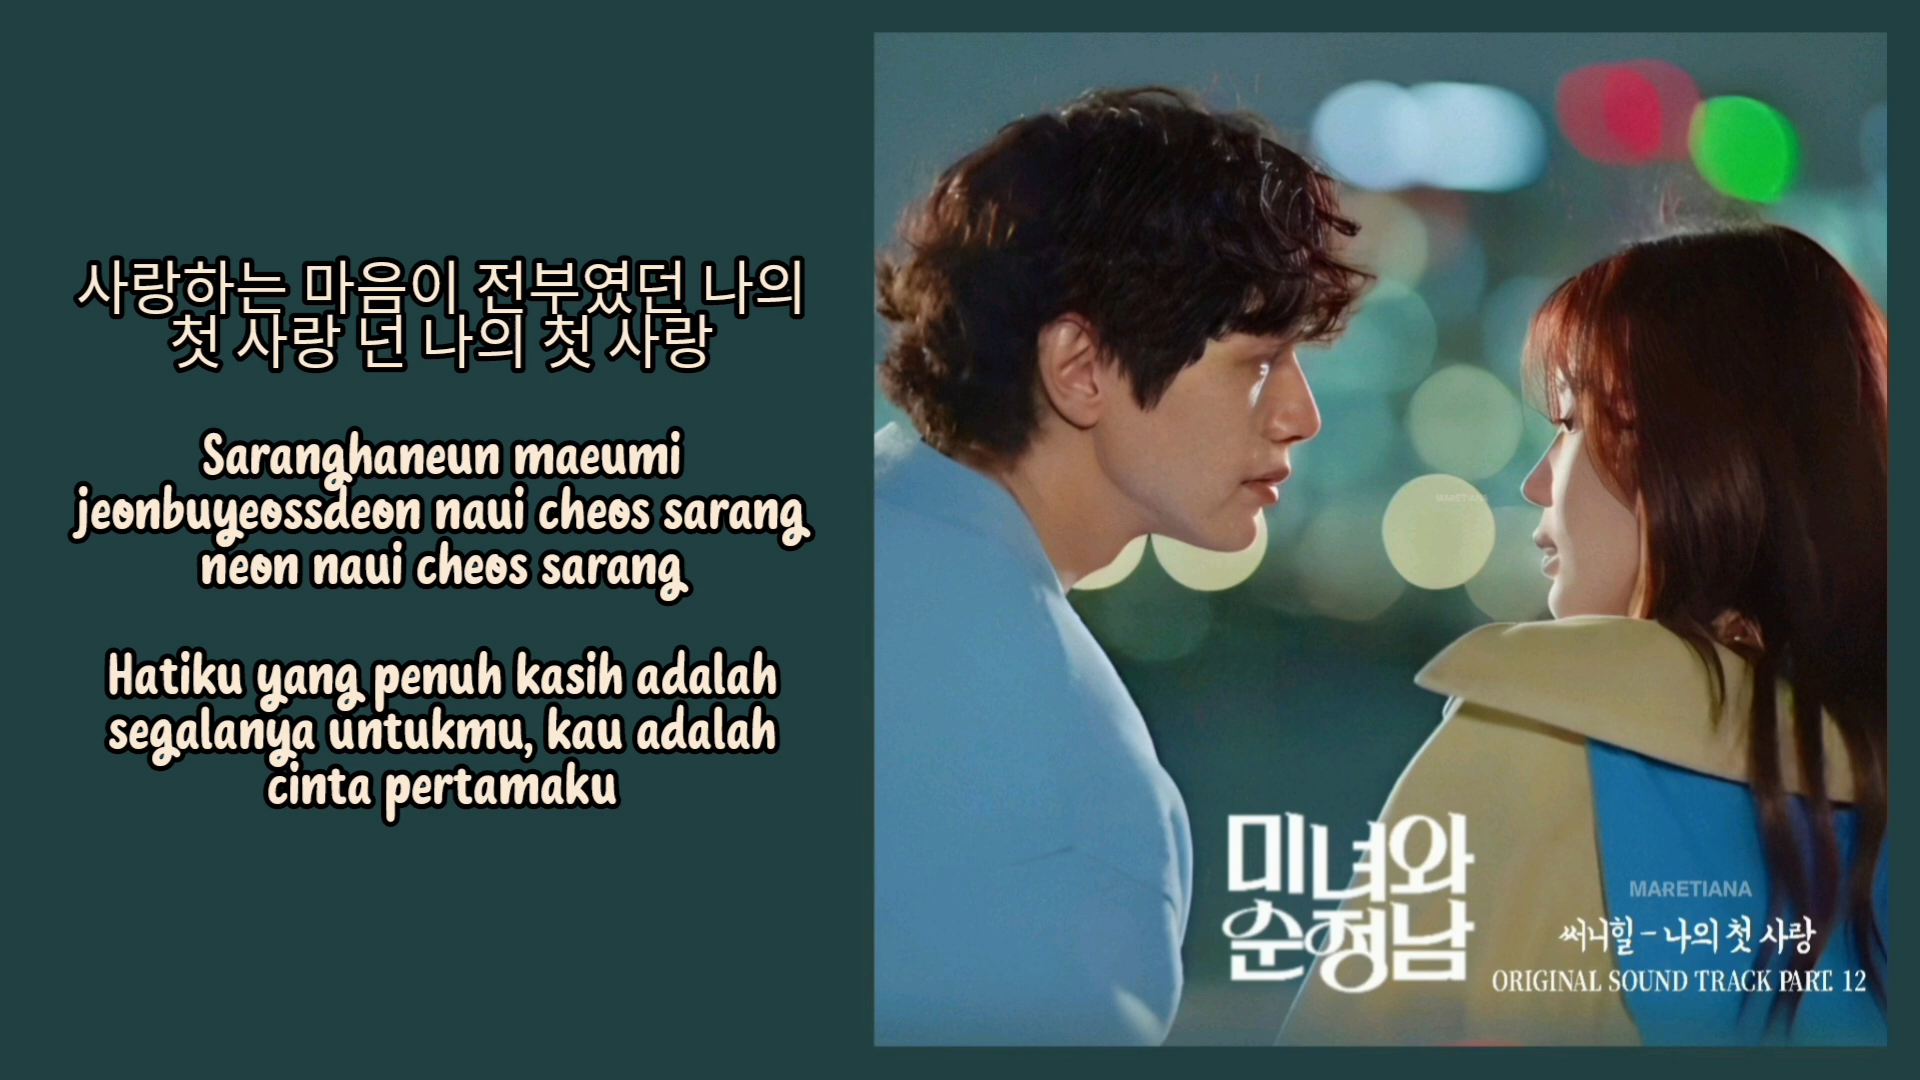 사랑하는 마음이 전부였던 나의
첫 사랑 넌 나의 첫 사랑
Saranghaneun maeumi
jeonbuyeossdeon naui cheos sarang
neon naui cheos sarang
Hatiku yang penuh kasih adalah
segalanya untukmu, kau adalah
cinta pertamaku
MARETIANA
미녀와
순정남
MARETIANA
써니힐 - 나의 첫 사랑
ORIGINAL SOUND TRACK PART. 12